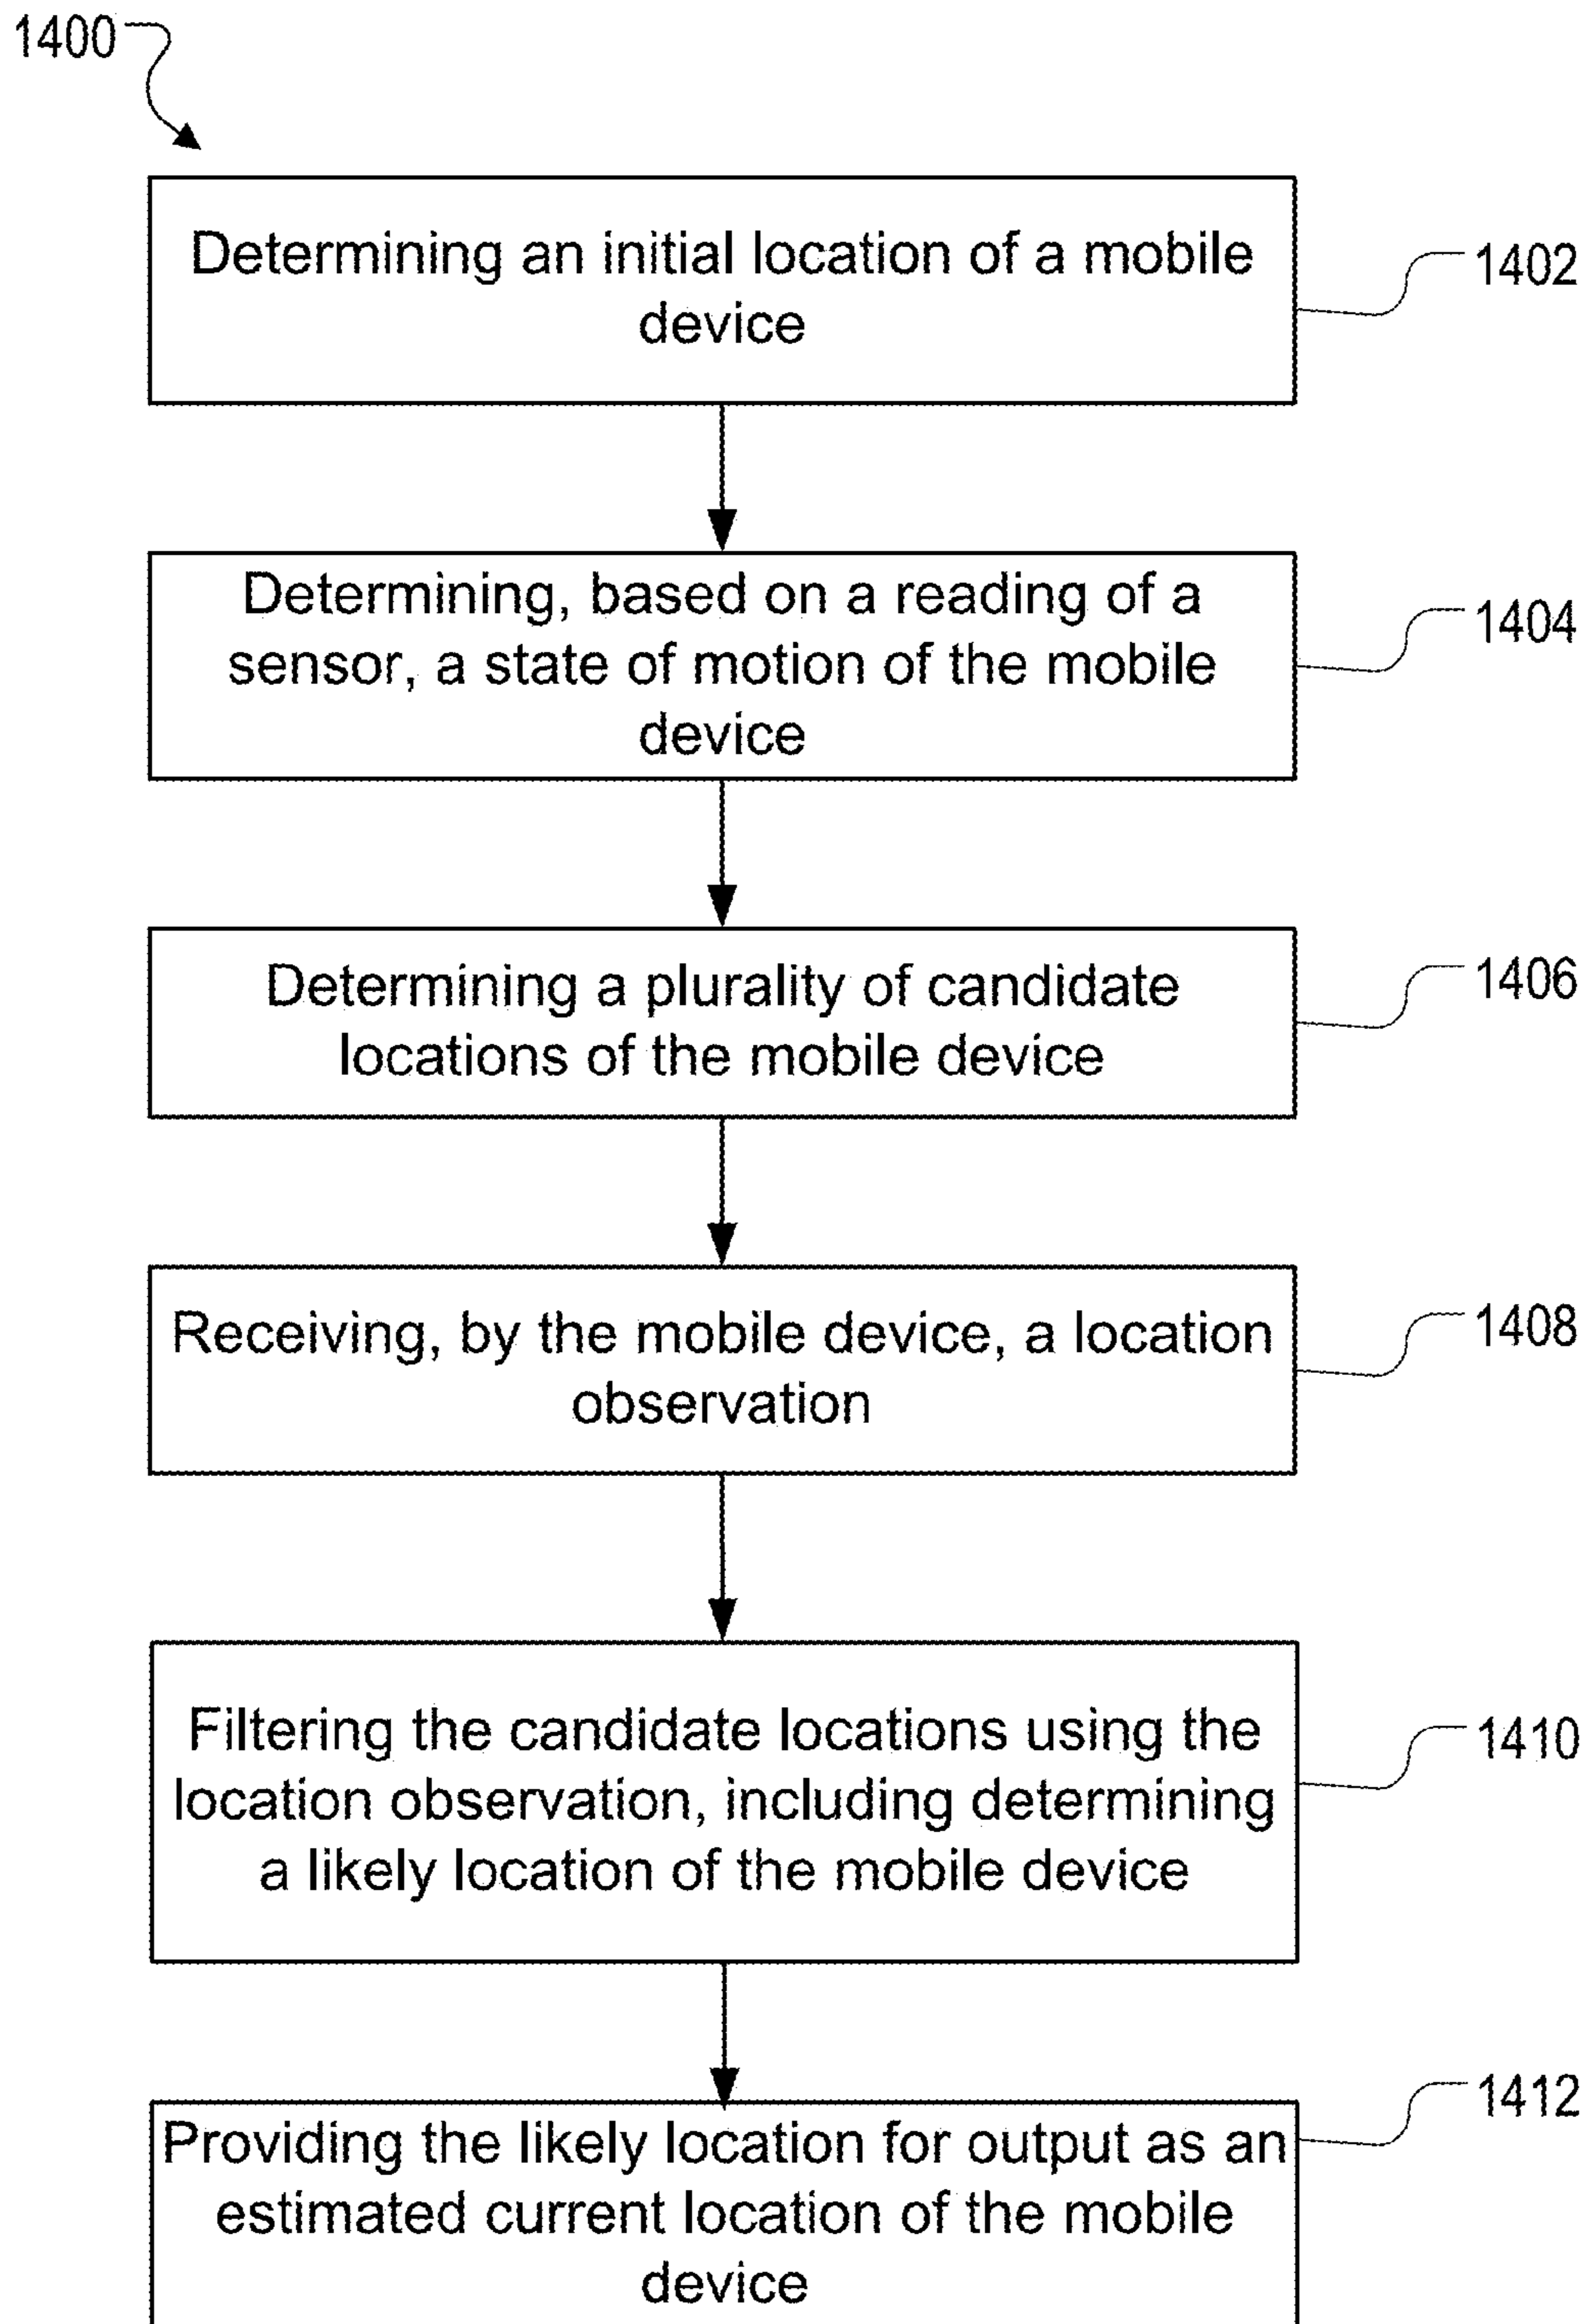 1400
Determining an initial location of a mobile
device
1402
Determining, based on a reading of a
sensor, a state of motion of the mobile
device
1404
Determining a plurality of candidate
locations of the mobile device
1406
Receiving, by the mobile device, a location
observation
1408
Filtering the candidate locations using the
location observation, including determining
a likely location of the mobile device
1410
Providing the likely location for output as an
estimated current location of the mobile
device
1412